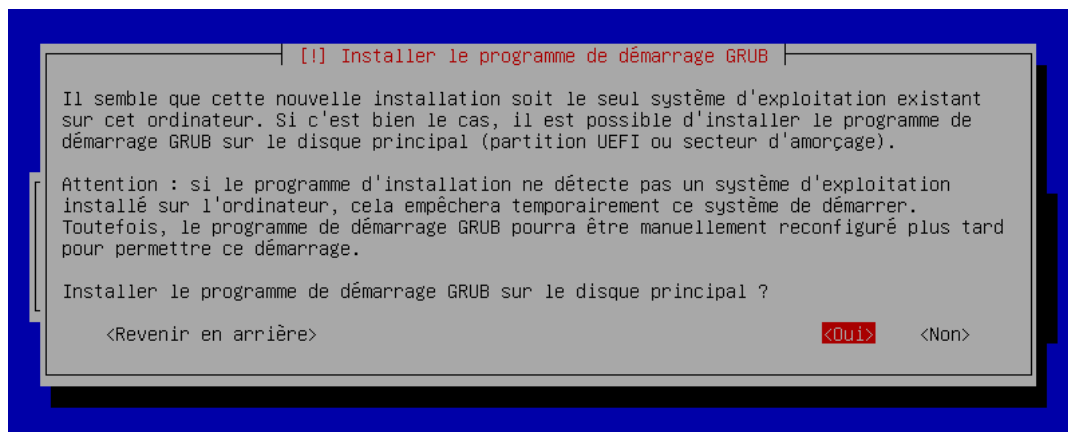 [!] Installer le programme de démarrage GRUB
Il semble que cette nouvelle installation soit le seul système d'exploitation existant
sur cet ordinateur. Si c'est bien le cas, il est possible d'installer le programme de
démarrage GRUB sur le disque principal (partition UEFI ou secteur d'amorçage).
Attention : si le programme d'installation ne détecte pas un système d'exploitation
installé sur l'ordinateur, cela empêchera temporairement ce système de démarrer.
Toutefois, le programme de démarrage GRUB pourra être manuellement reconfiguré plus tard
pour permettre ce démarrage.
Installer le programme de démarrage GRUB sur le disque principal ?
<Revenir en arrière> <Oui> <Non>